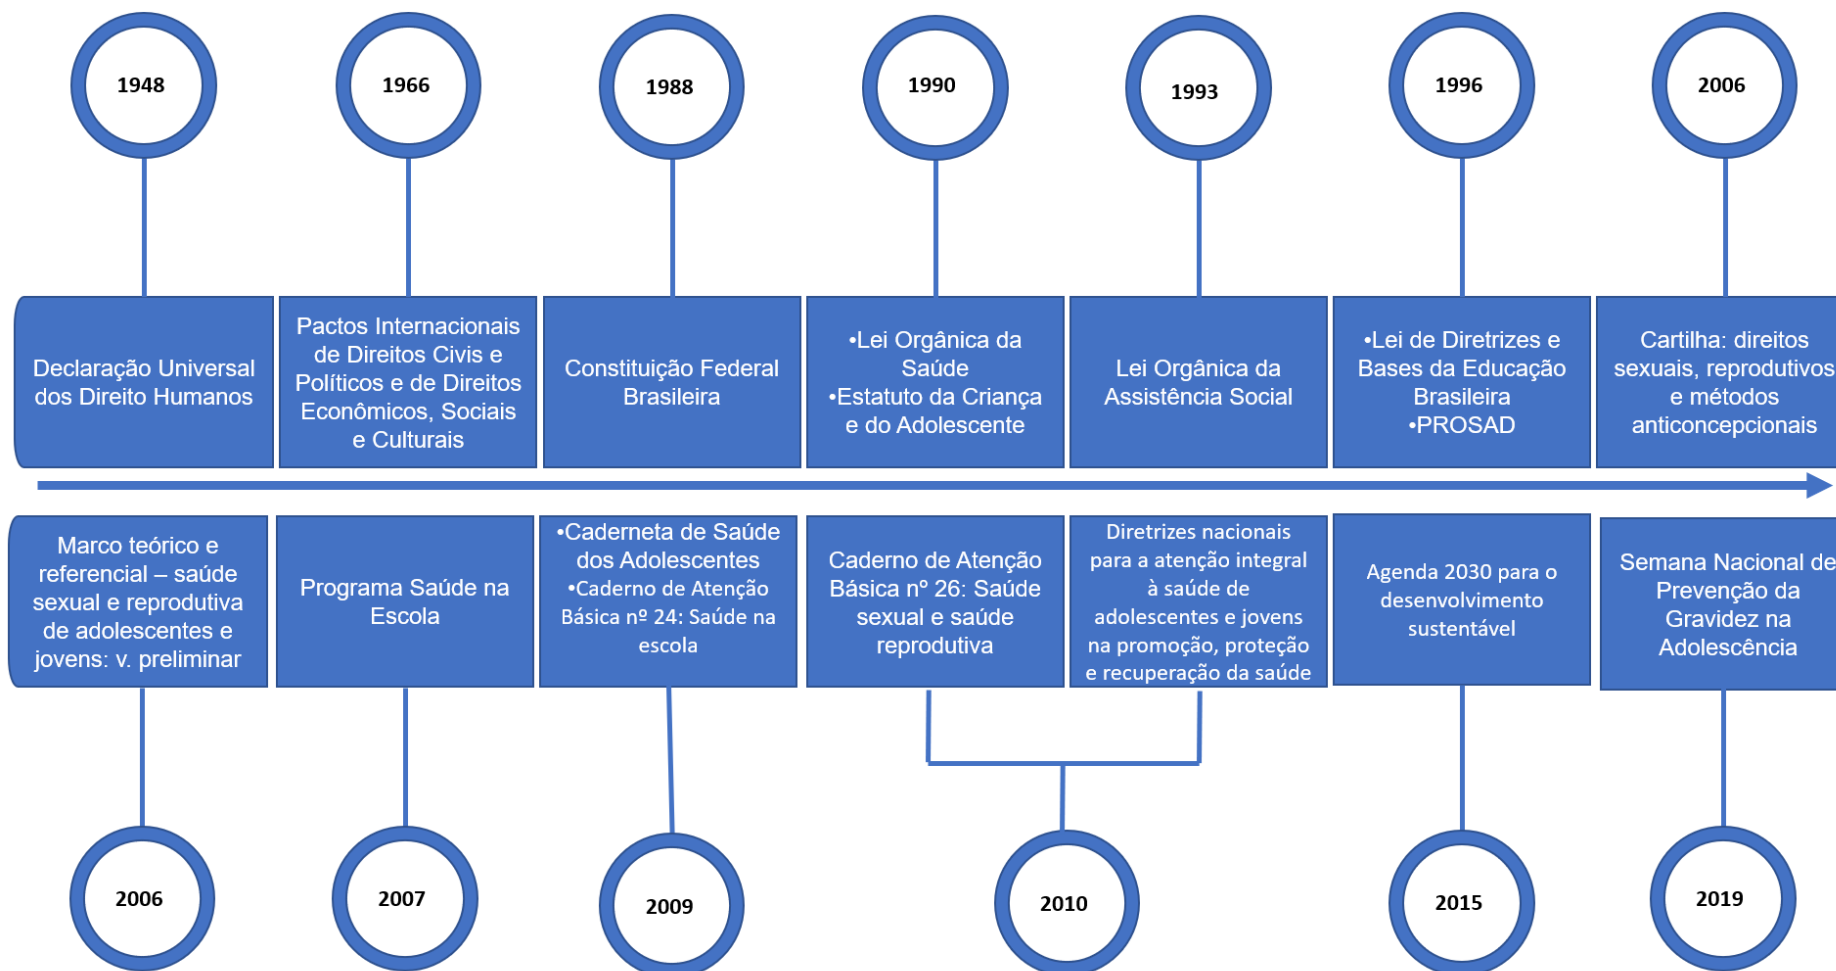 1948
1966
1988
1990
1993
1996
2006
Declaração Universal
dos Direito Humanos
Pactos Internacionais
de Direitos Civis e
Políticos e de Direitos
Econômicos, Sociais
e Culturais
Constituição Federal
Brasileira
•Lei Orgânica da
Saúde
•Estatuto da Criança
e do Adolescente
Lei Orgânica da
Assistência Social
•Lei de Diretrizes e
Bases da Educação
Brasileira
•PROSAD
Cartilha: direitos
sexuais, reprodutivos
e métodos
anticoncepcionais
Marco teórico e
referencial – saúde
sexual e reprodutiva
de adolescentes e
jovens: v. preliminar
Programa Saúde na
Escola
•Caderneta de Saúde
dos Adolescentes
•Caderno de Atenção
Básica nº 24: Saúde na
escola
Caderno de Atenção
Básica n° 26: Saúde
sexual e saúde
reprodutiva
Diretrizes nacionais
para a atenção integral
à saúde de
adolescentes e jovens
na promoção, proteção
e recuperação da saúde
Agenda 2030 para o
desenvolvimento
sustentável
Semana Nacional de
Prevenção da
Gravidez na
Adolescência
2006
2007
2009
2010
2015
2019